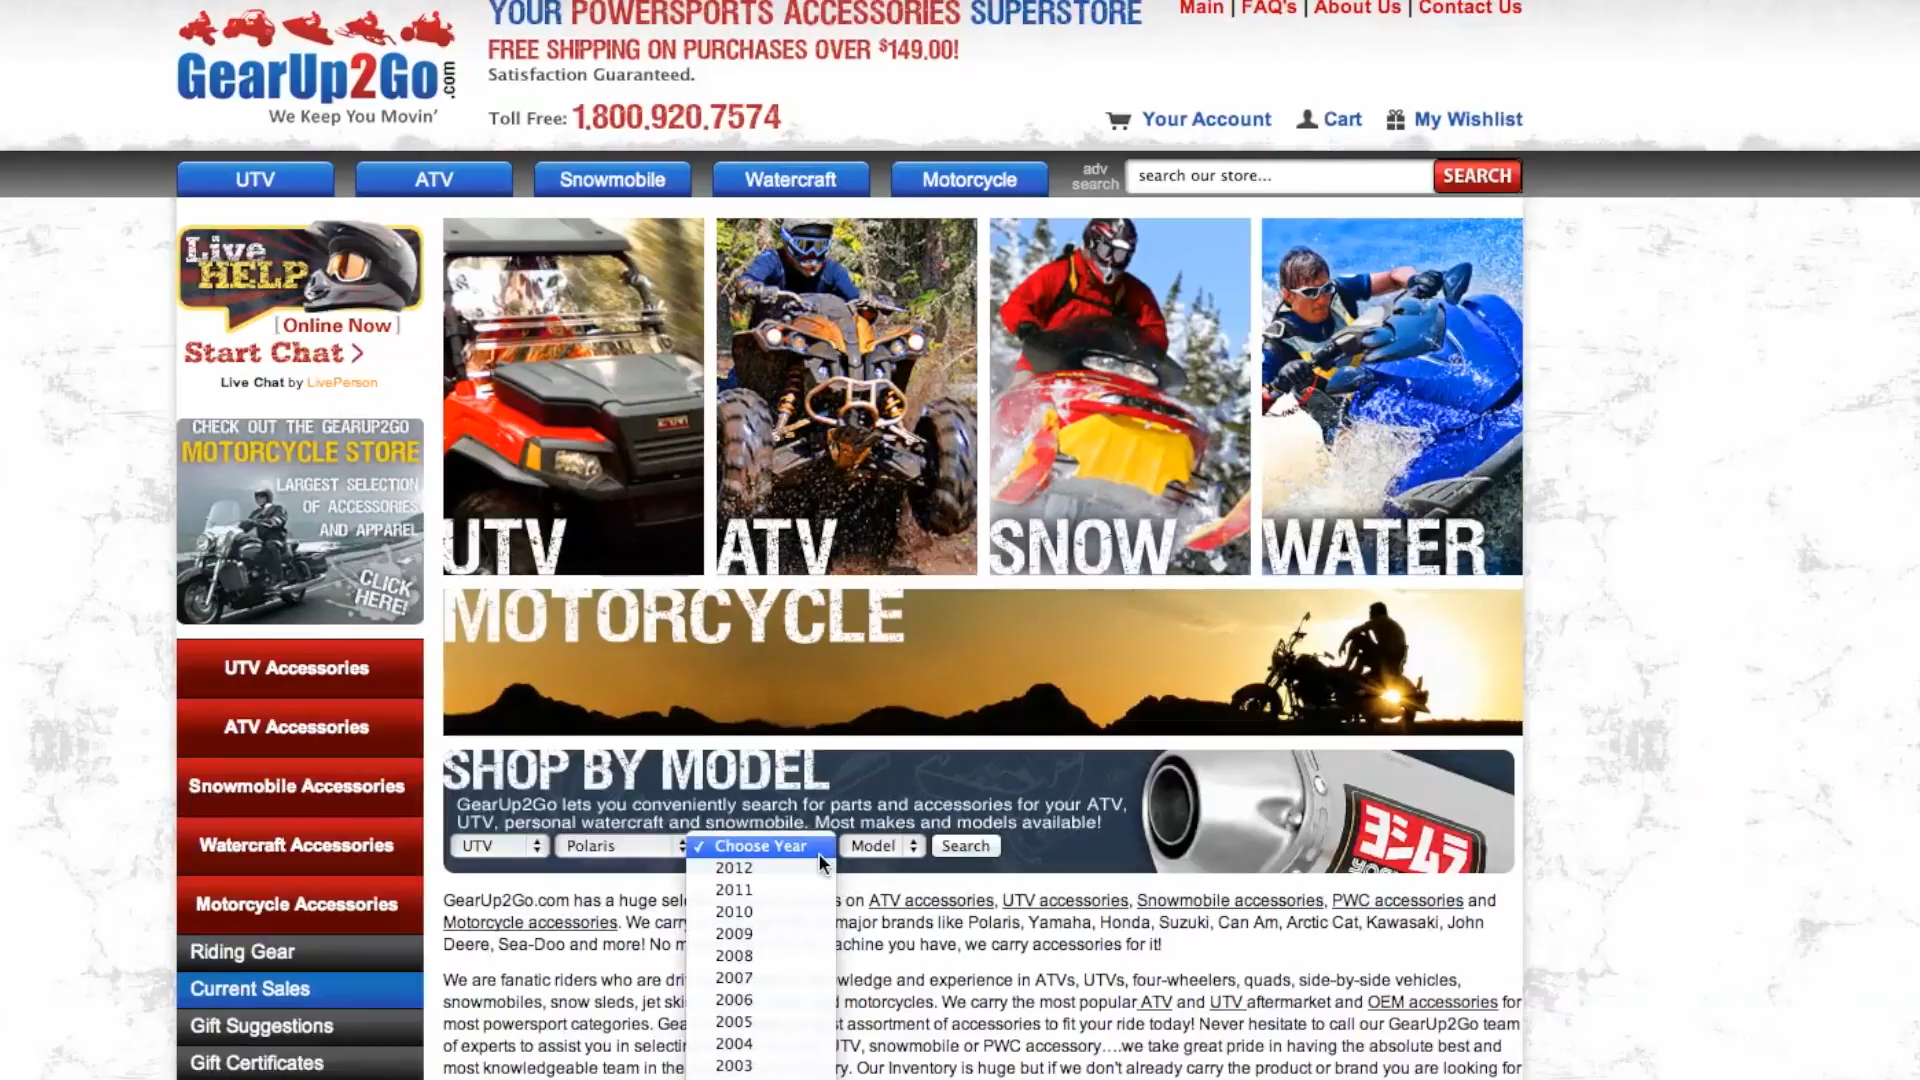 YOUR POWERSPORTS ACCESSORIES SUPERSTORE
Main | FAQ's | About Us | Contact Us
FREE SHIPPING ON PURCHASES OVER $149.00!
Satisfaction Guaranteed.
GearUp2Go.com
We Keep You Movin'
Toll Free: 1.800.920.7574
Your Account
Cart
My Wishlist
UTV
ATV
Snowmobile
Watercraft
Motorcycle
adv
search
search our store...
SEARCH
Live
HELP
[Online Now]
Start Chat >
Live Chat by LivePerson
CHECK OUT THE GEARUP2GO
MOTORCYCLE STORE
LARGEST SELECTION
OF ACCESSORIES
AND APPAREL
CLICK
HERE!
UTV
ATV
SNOW
WATER
MOTORCYCLE
UTV Accessories
ATV Accessories
Snowmobile Accessories
Watercraft Accessories
Motorcycle Accessories
Riding Gear
Current Sales
Gift Suggestions
Gift Certificates
SHOP BY MODEL
GearUp2Go lets you conveniently search for parts and accessories for your ATV,
UTV, personal watercraft and snowmobile. Most makes and models available!
UTV
Polaris
✓ Choose Year
Model
Search
2012
2011
2010
2009
2008
2007
2006
2005
2004
2003
ヨシムラ
GearUp2Go.com has a huge on ATV accessories, UTV accessories, Snowmobile accessories, PWC accessories and
Motorcycle accessories. We carry major brands like Polaris, Yamaha, Honda, Suzuki, Can Am, Arctic Cat, Kawasaki, John
Deere, Sea-Doo and more! No you have, we carry accessories for it!
We are fanatic riders who are and experience in ATVs, UTVs, four-wheelers, quads, side-by-side vehicles,
snowmobiles, snow sleds, jet motorcycles. We carry the most popular ATV and UTV aftermarket and OEM accessories for
most powersport categories. assortment of accessories to fit your ride today! Never hesitate to call our GearUp2Go team
of experts to assist you in snowmobile or PWC accessory....we take great pride in having the absolute best and
most knowledgeable team in the Our Inventory is huge but if we don't already carry the product or brand you are looking for